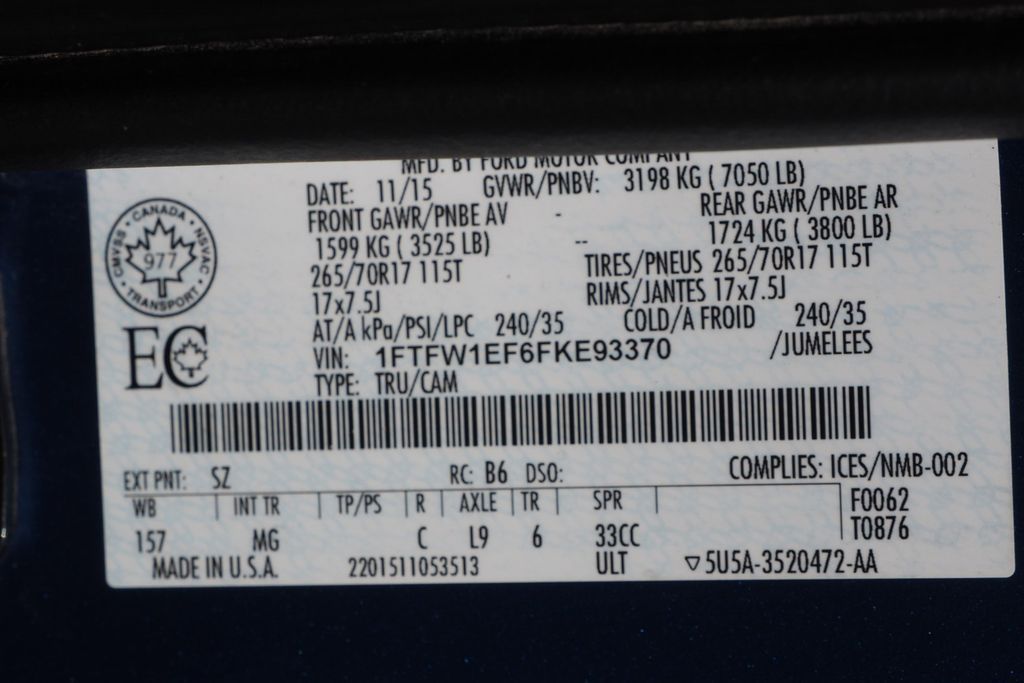 MFD. BY FORD MOTOR COMPANY
DATE: 11/15 GVWR/PNBV: 3198 KG ( 7050 LB)
FRONT GAWR/PNBE AV - REAR GAWR/PNBE AR
1599 KG ( 3525 LB) -- 1724 KG ( 3800 LB)
265/70R17 115T TIRES/PNEUS 265/70R17 115T
17x7.5J RIMS/JANTES 17x7.5J
AT/A kPa/PSI/LPC 240/35 COLD/A FROID 240/35
VIN: 1FTFW1EF6FKE93370 /JUMELEES
TYPE: TRU/CAM
CANADA
CMVSS NSVAC
977
TRANSPORT
EC
EXT PNT: SZ RC: B6 DSO: COMPLIES: ICES/NMB-002
WB INT TR TP/PS R AXLE TR SPR F0062
157 MG C L9 6 33CC T0876
MADE IN U.S.A. 2201511053513 ULT ▽5U5A-3520472-AA